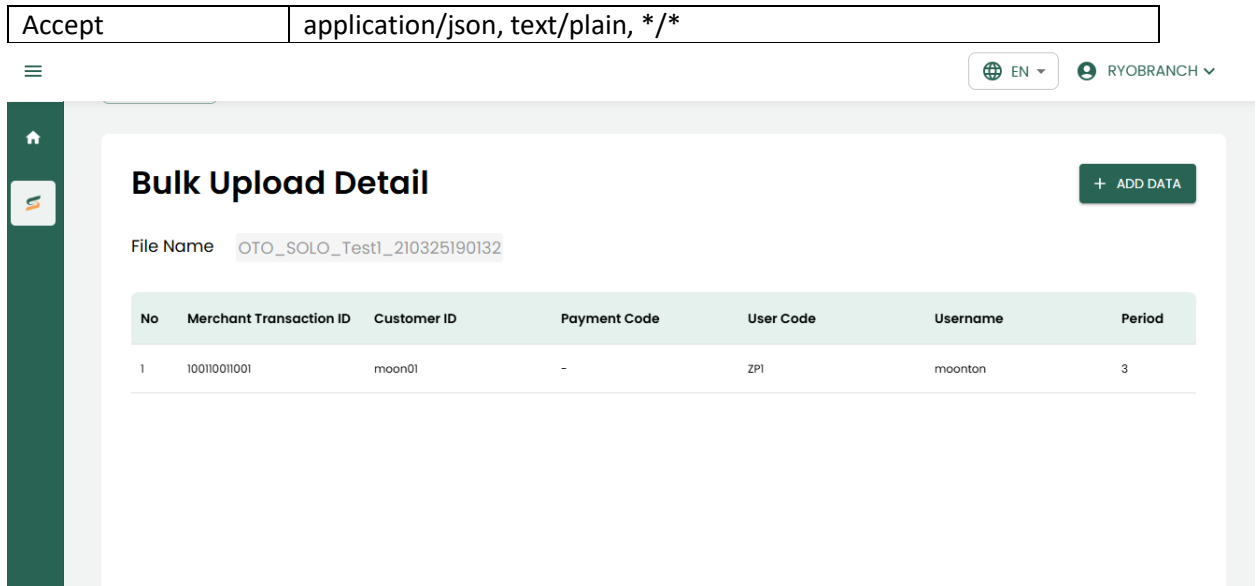 Accept application/json, text/plain, */*
EN RYOBRANCH
Bulk Upload Detail
+ ADD DATA
File Name OTO_SOLO_Test1_210325190132
No Merchant Transaction ID Customer ID Payment Code User Code Username Period
1 100110011001 moon01 - ZP1 moonton 3